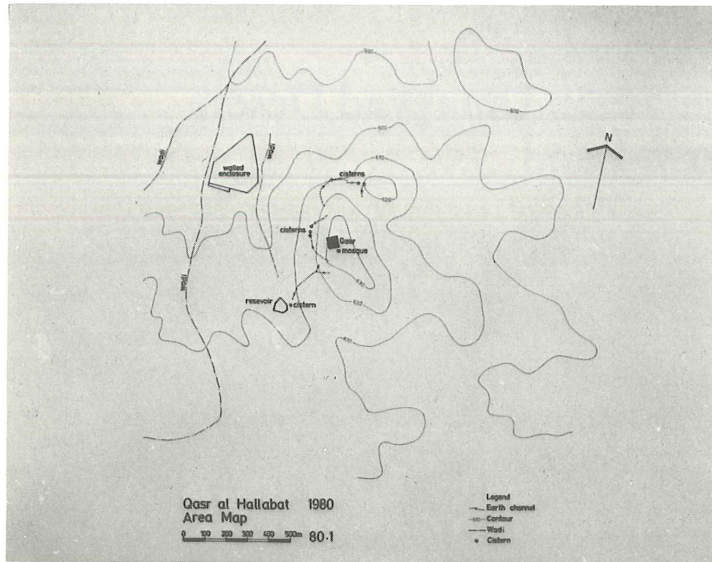 N
wadi
walled
enclosure
wadi
cisterns
cisterns
Qasr
mosque
wadi
resevoir
cistern
Qasr al Hallabat 1980
Area Map
0 100 200 300 400 500m
80·1
Legend
Earth channel
Contour
Wadi
Cistern